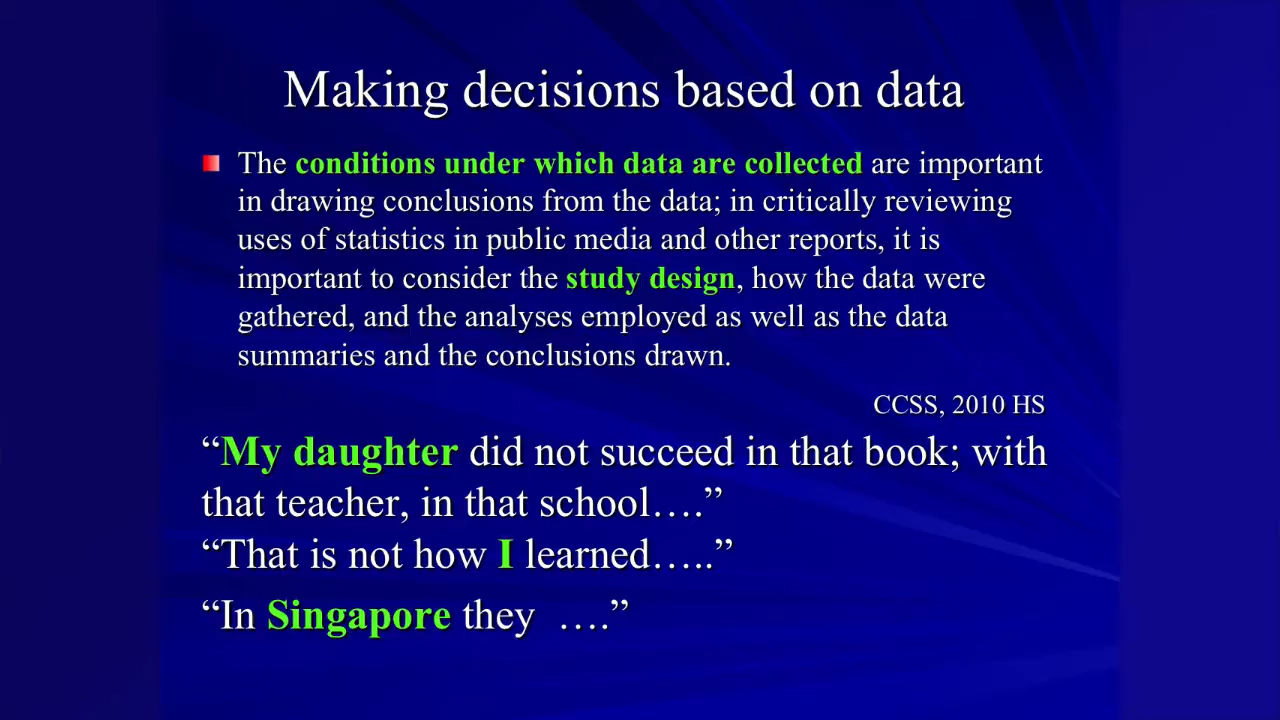 Making decisions based on data
The conditions under which data are collected are important
in drawing conclusions from the data; in critically reviewing
uses of statistics in public media and other reports, it is
important to consider the study design, how the data were
gathered, and the analyses employed as well as the data
summaries and the conclusions drawn.
CCSS, 2010 HS
“My daughter did not succeed in that book; with
that teacher, in that school….”
“That is not how I learned…..”
“In Singapore they ….”